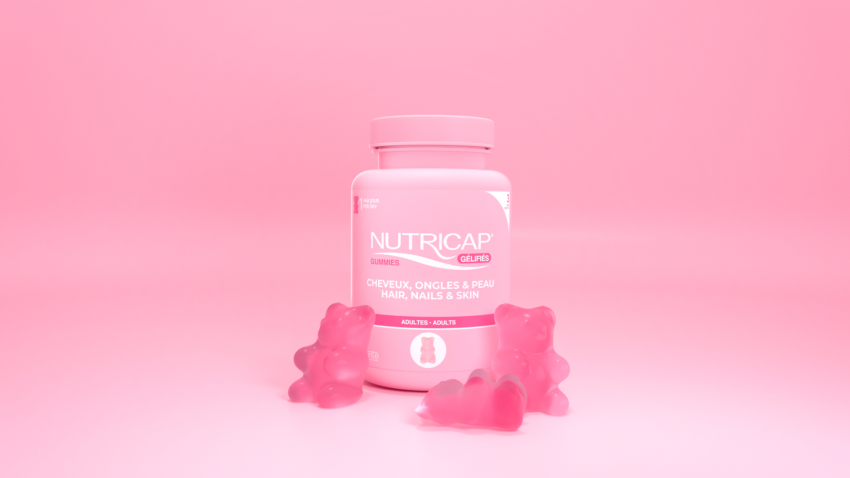 NUTRICAP
GUMMIES
GÉLIFIÉS
CHEVEUX, ONGLES & PEAU
HAIR, NAILS & SKIN
ADULTES - ADULTS